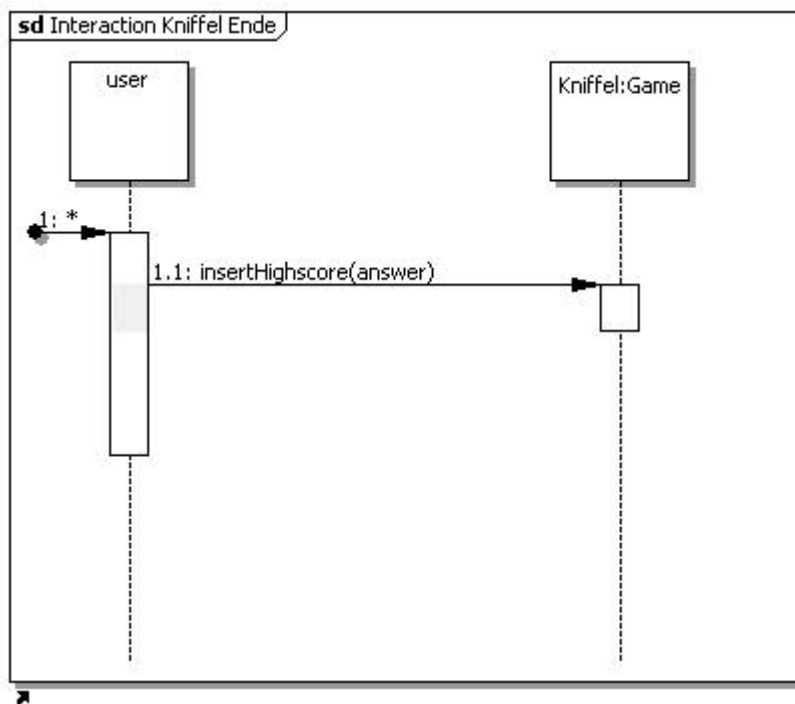 sd Interaction Kniffel Ende
user
Kniffel:Game
1: *
1.1: insertHighscore(answer)